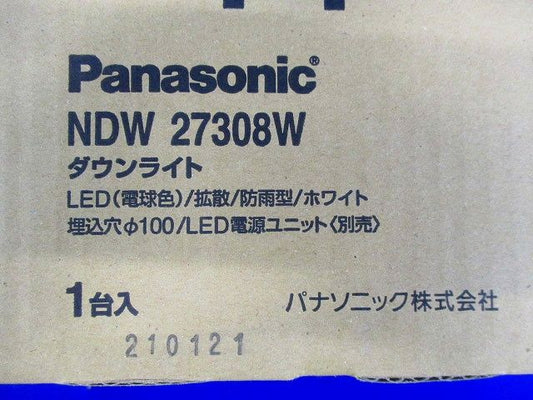 Panasonic®
NDW 27308W
ダウンライト
LED(電球色)/拡散/防雨型/ホワイト
埋込穴φ100/LED電源ユニット〈別売〉
1台入
パナソニック株式会社
210121